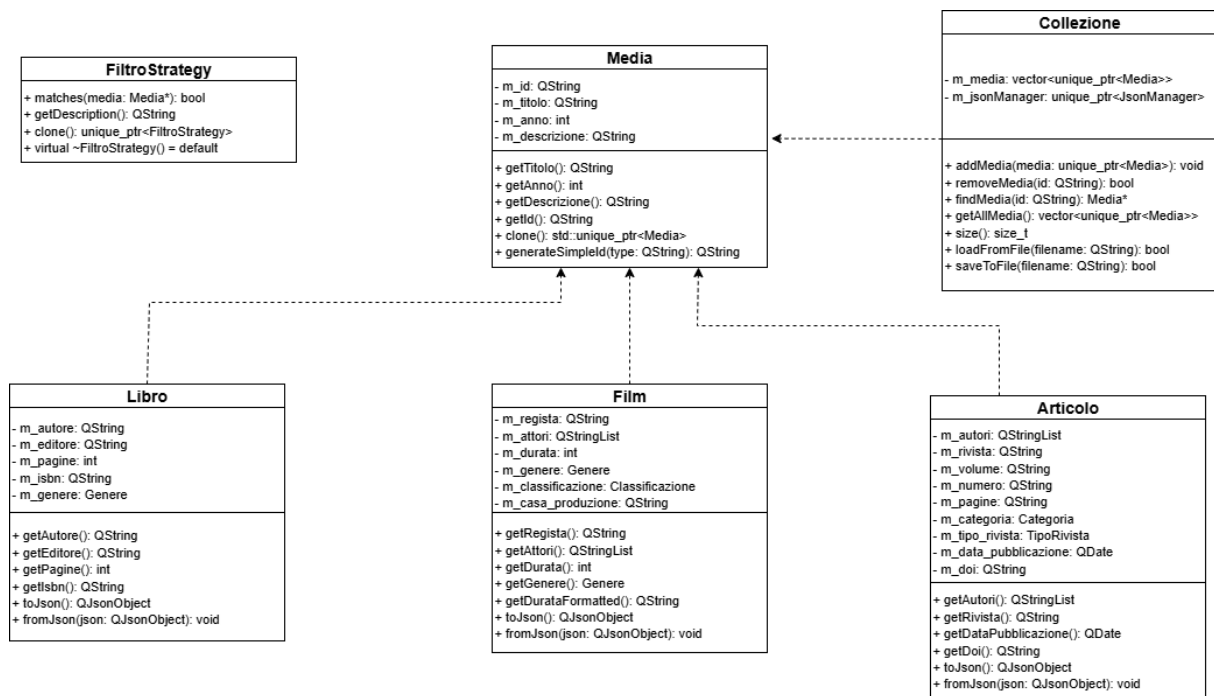 FiltroStrategy
+ matches(media: Media*): bool
+ getDescription(): QString
+ clone(): unique_ptr<FiltroStrategy>
+ virtual ~FiltroStrategy() = default
Media
- m_id: QString
- m_titolo: QString
- m_anno: int
- m_descrizione: QString
+ getTitolo(): QString
+ getAnno(): int
+ getDescrizione(): QString
+ getId(): QString
+ clone(): std::unique_ptr<Media>
+ generateSimpleId(type: QString): QString
Collezione
- m_media: vector<unique_ptr<Media>>
- m_jsonManager: unique_ptr<JsonManager>
+ addMedia(media: unique_ptr<Media>): void
+ removeMedia(id: QString): bool
+ findMedia(id: QString): Media*
+ getAllMedia(): vector<unique_ptr<Media>>
+ size(): size_t
+ loadFromFile(filename: QString): bool
+ saveToFile(filename: QString): bool
Libro
- m_autore: QString
- m_editore: QString
- m_pagine: int
- m_isbn: QString
- m_genere: Genere
+ getAutore(): QString
+ getEditore(): QString
+ getPagine(): int
+ getIsbn(): QString
+ toJson(): QJsonObject
+ fromJson(json: QJsonObject): void
Film
- m_regista: QString
- m_attori: QStringList
- m_durata: int
- m_genere: Genere
- m_classificazione: Classificazione
- m_casa_produzione: QString
+ getRegista(): QString
+ getAttori(): QStringList
+ getDurata(): int
+ getGenere(): Genere
+ getDurataFormatted(): QString
+ toJson(): QJsonObject
+ fromJson(json: QJsonObject): void
Articolo
- m_autori: QStringList
- m_rivista: QString
- m_volume: QString
- m_numero: QString
- m_pagine: QString
- m_categoria: Categoria
- m_tipo_rivista: TipoRivista
- m_data_pubblicazione: QDate
- m_doi: QString
+ getAutori(): QStringList
+ getRivista(): QString
+ getDataPubblicazione(): QDate
+ getDoi(): QString
+ toJson(): QJsonObject
+ fromJson(json: QJsonObject): void